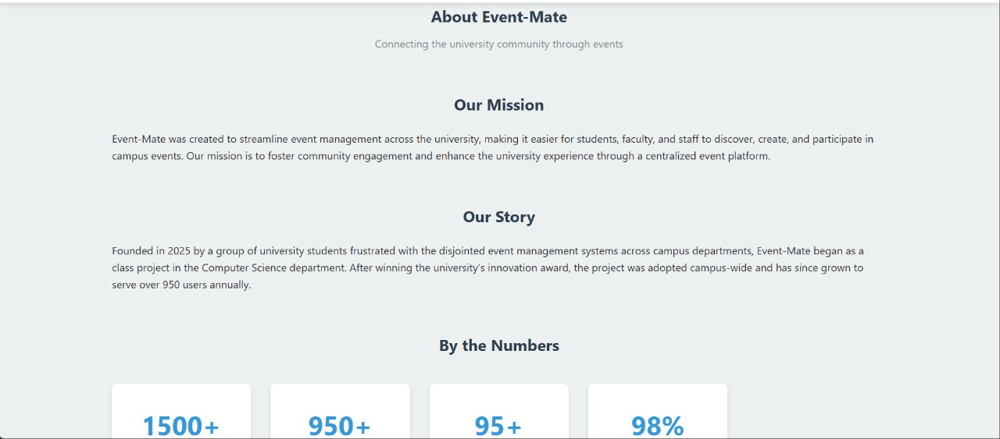 About Event-Mate
Connecting the university community through events
Our Mission
Event-Mate was created to streamline event management across the university, making it easier for students, faculty, and staff to discover, create, and participate in
campus events. Our mission is to foster community engagement and enhance the university experience through a centralized event platform.
Our Story
Founded in 2025 by a group of university students frustrated with the disjointed event management systems across campus departments, Event-Mate began as a
class project in the Computer Science department. After winning the university's innovation award, the project was adopted campus-wide and has since grown to
serve over 950 users annually.
By the Numbers
1500+ 950+ 95+ 98%